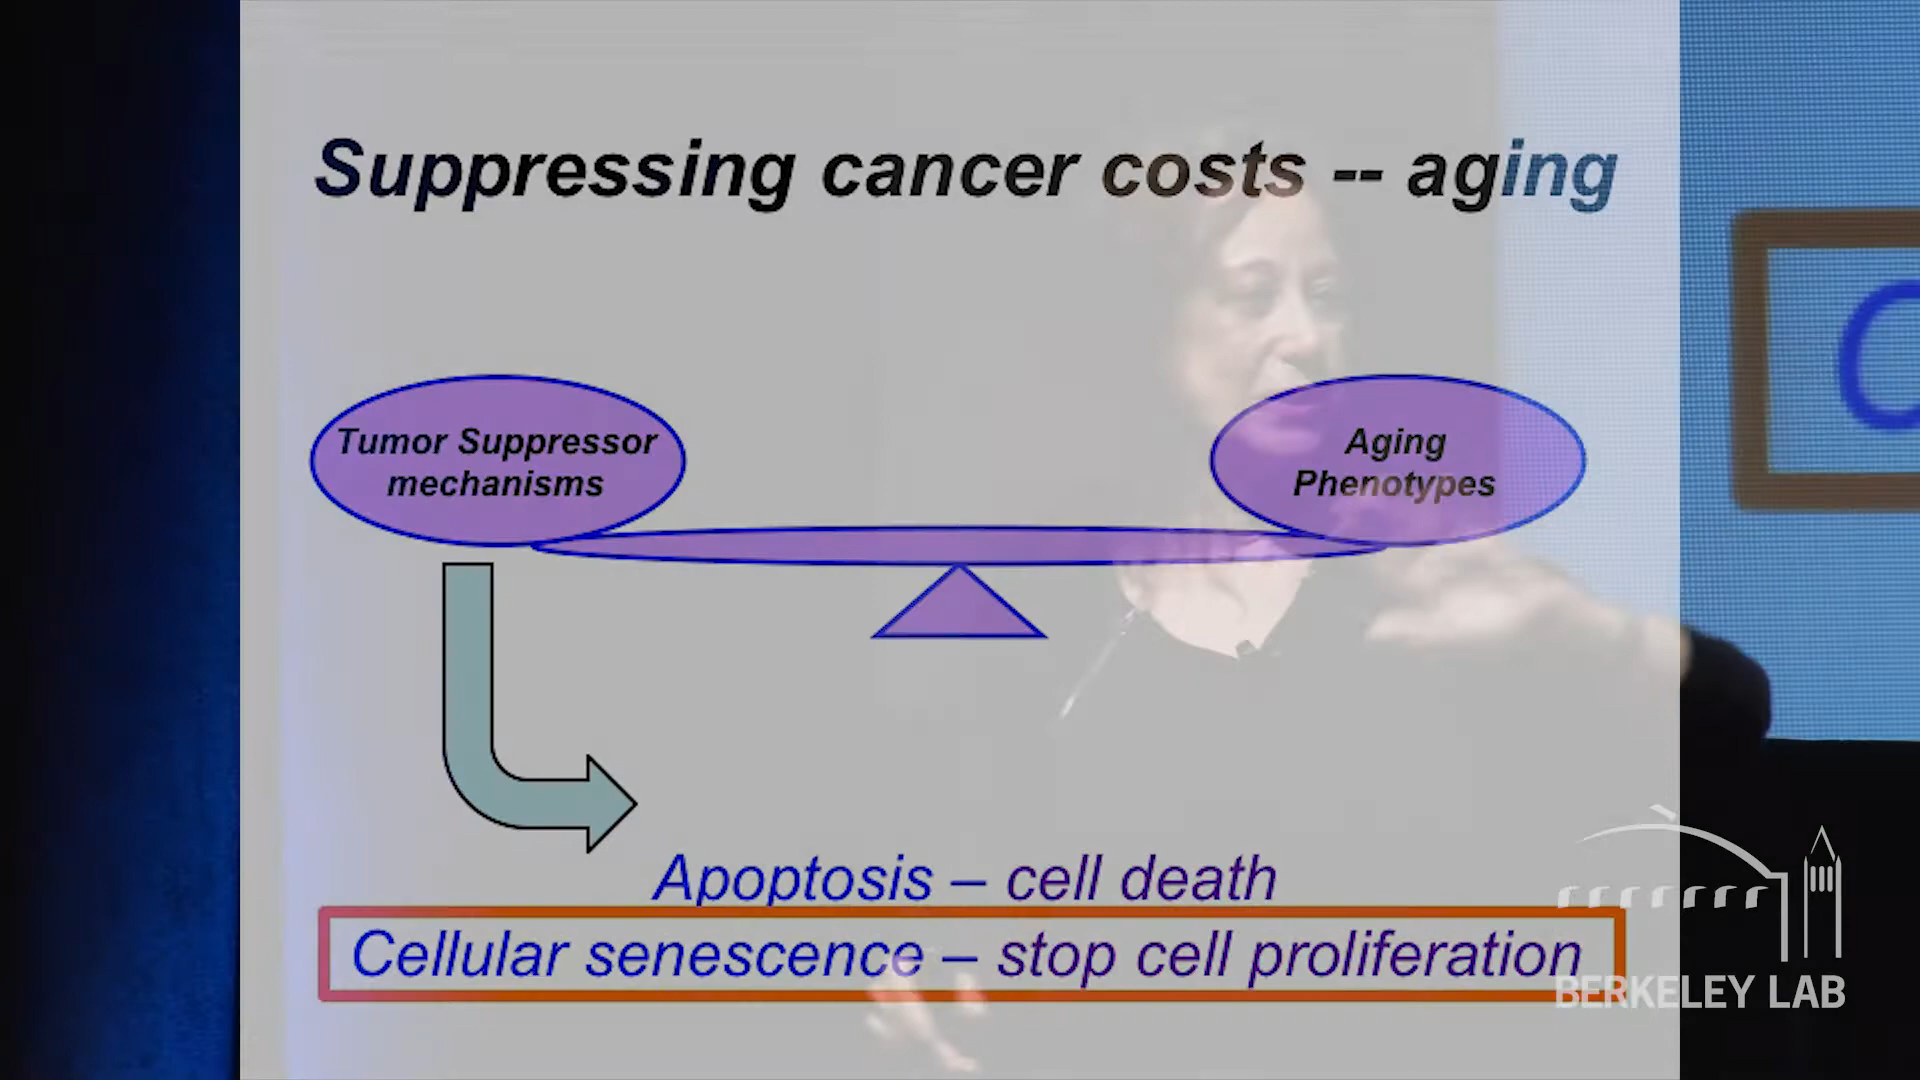 Suppressing cancer costs -- aging
Tumor Suppressor
mechanisms
Aging
Phenotypes
Apoptosis – cell death
Cellular senescence – stop cell proliferation
BERKELEY LAB